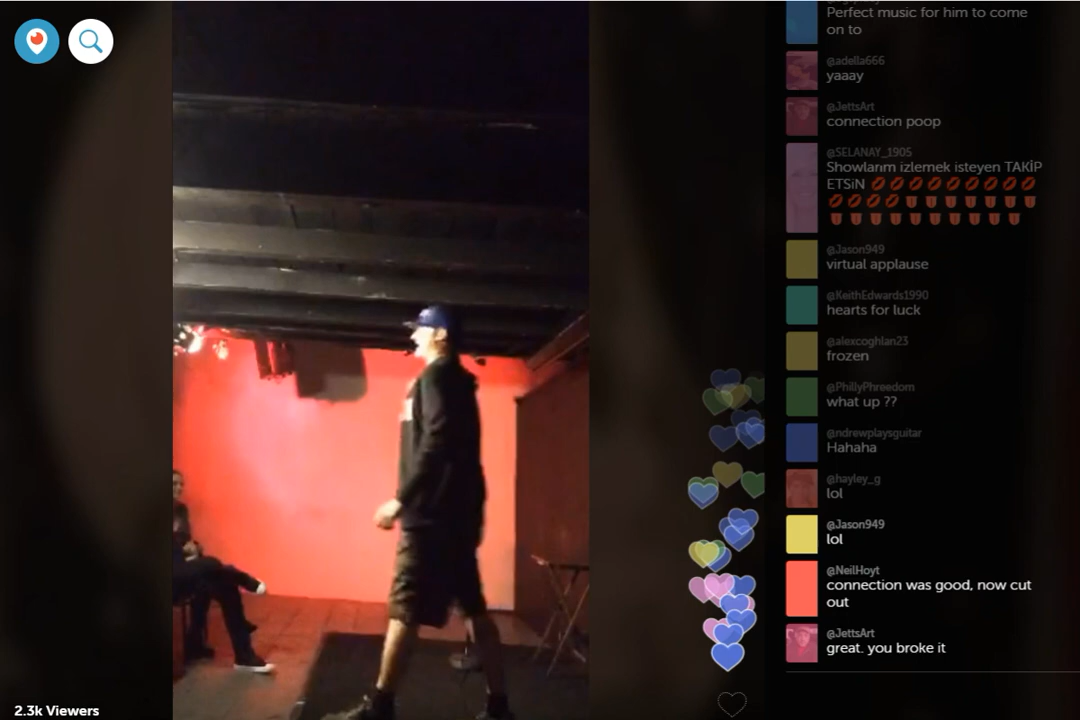 Perfect music for him to come
on to
@adella666
yaaay
@JettsArt
connection poop
@SELANAY_1905
Showlarım izlemek isteyen TAKİP
ETSiN
@Jason949
virtual applause
@KeithEdwards1990
hearts for luck
@alexcoghlan23
frozen
@PhillyPhreedom
what up ??
@ndrewplaysguitar
Hahaha
@hayley_g
lol
@Jason949
lol
@NeilHoyt
connection was good, now cut
out
@JettsArt
great. you broke it
2.3k Viewers